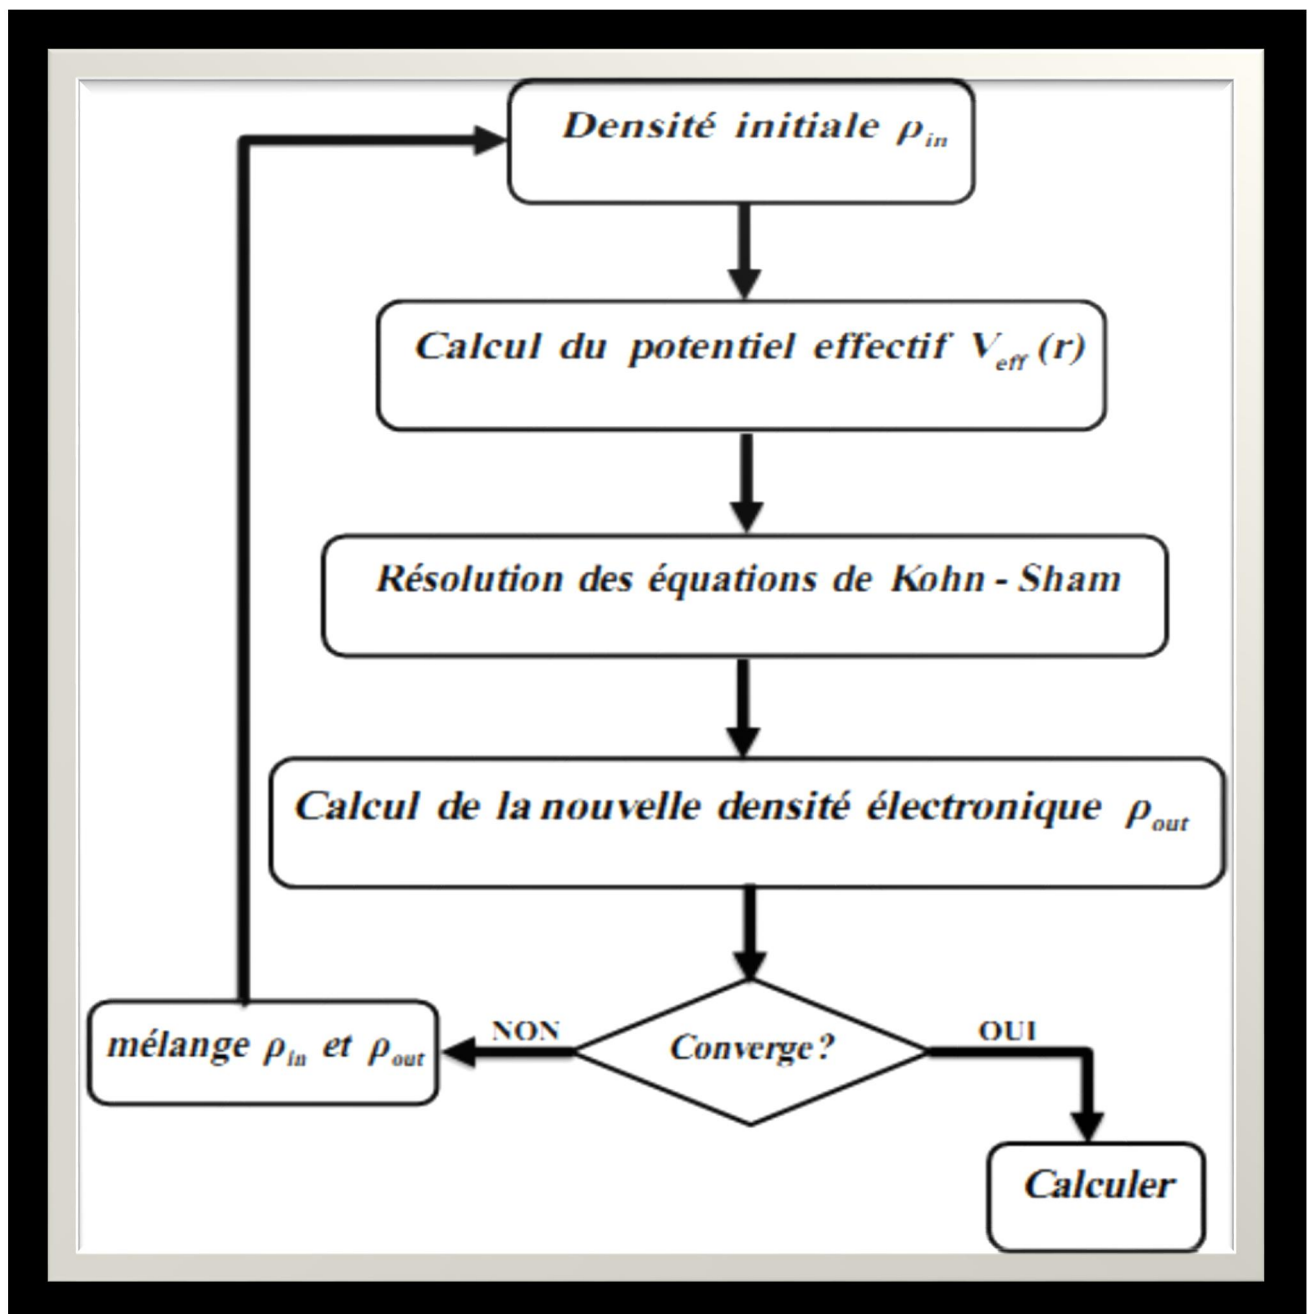 Densité initiale ρin
Calcul du potentiel effectif Veff (r)
Résolution des équations de Kohn - Sham
Calcul de la nouvelle densité électronique ρout
NON
OUI
mélange ρin et ρout
Converge?
Calculer